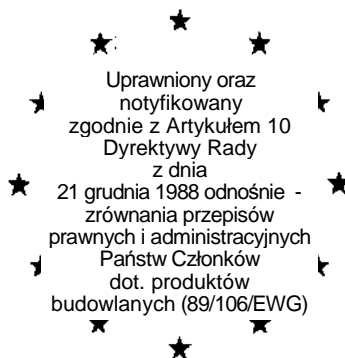 Uprawniony oraz
notyfikowany
zgodnie z Artykułem 10
Dyrektywy Rady
z dnia
21 grudnia 1988 odnośnie -
zrównania przepisów
prawnych i administracyjnych
Państw Członków
dot. produktów
budowlanych (89/106/EWG)